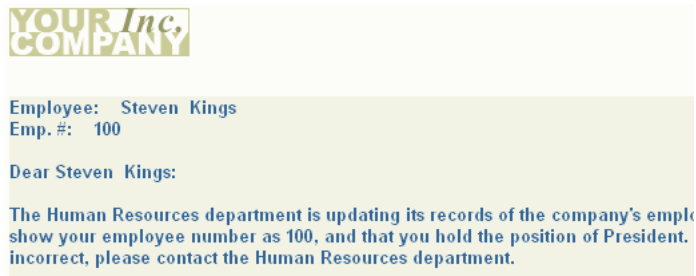 YOUR Inc.
COMPANY
Employee: Steven Kings
Emp. #: 100
Dear Steven Kings:
The Human Resources department is updating its records of the company's
show your employee number as 100, and that you hold the position of President.
incorrect, please contact the Human Resources department.